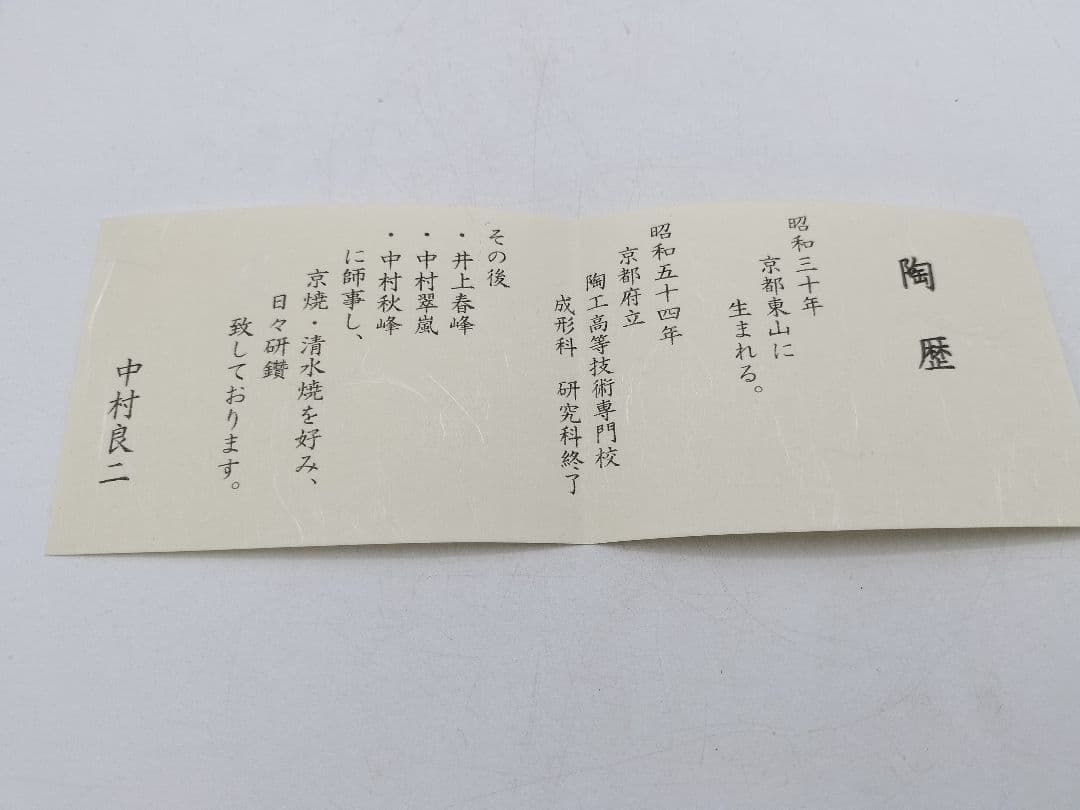 陶歴
昭和三十年
京都東山に
生まれる。
昭和五十四年
京都府立
陶工高等技術専門校
成形科 研究科終了
その後
・井上春峰
・中村翠嵐
・中村秋峰
に師事し、
京焼・清水焼を好み、
日々研鑽
致しております。
中村良二